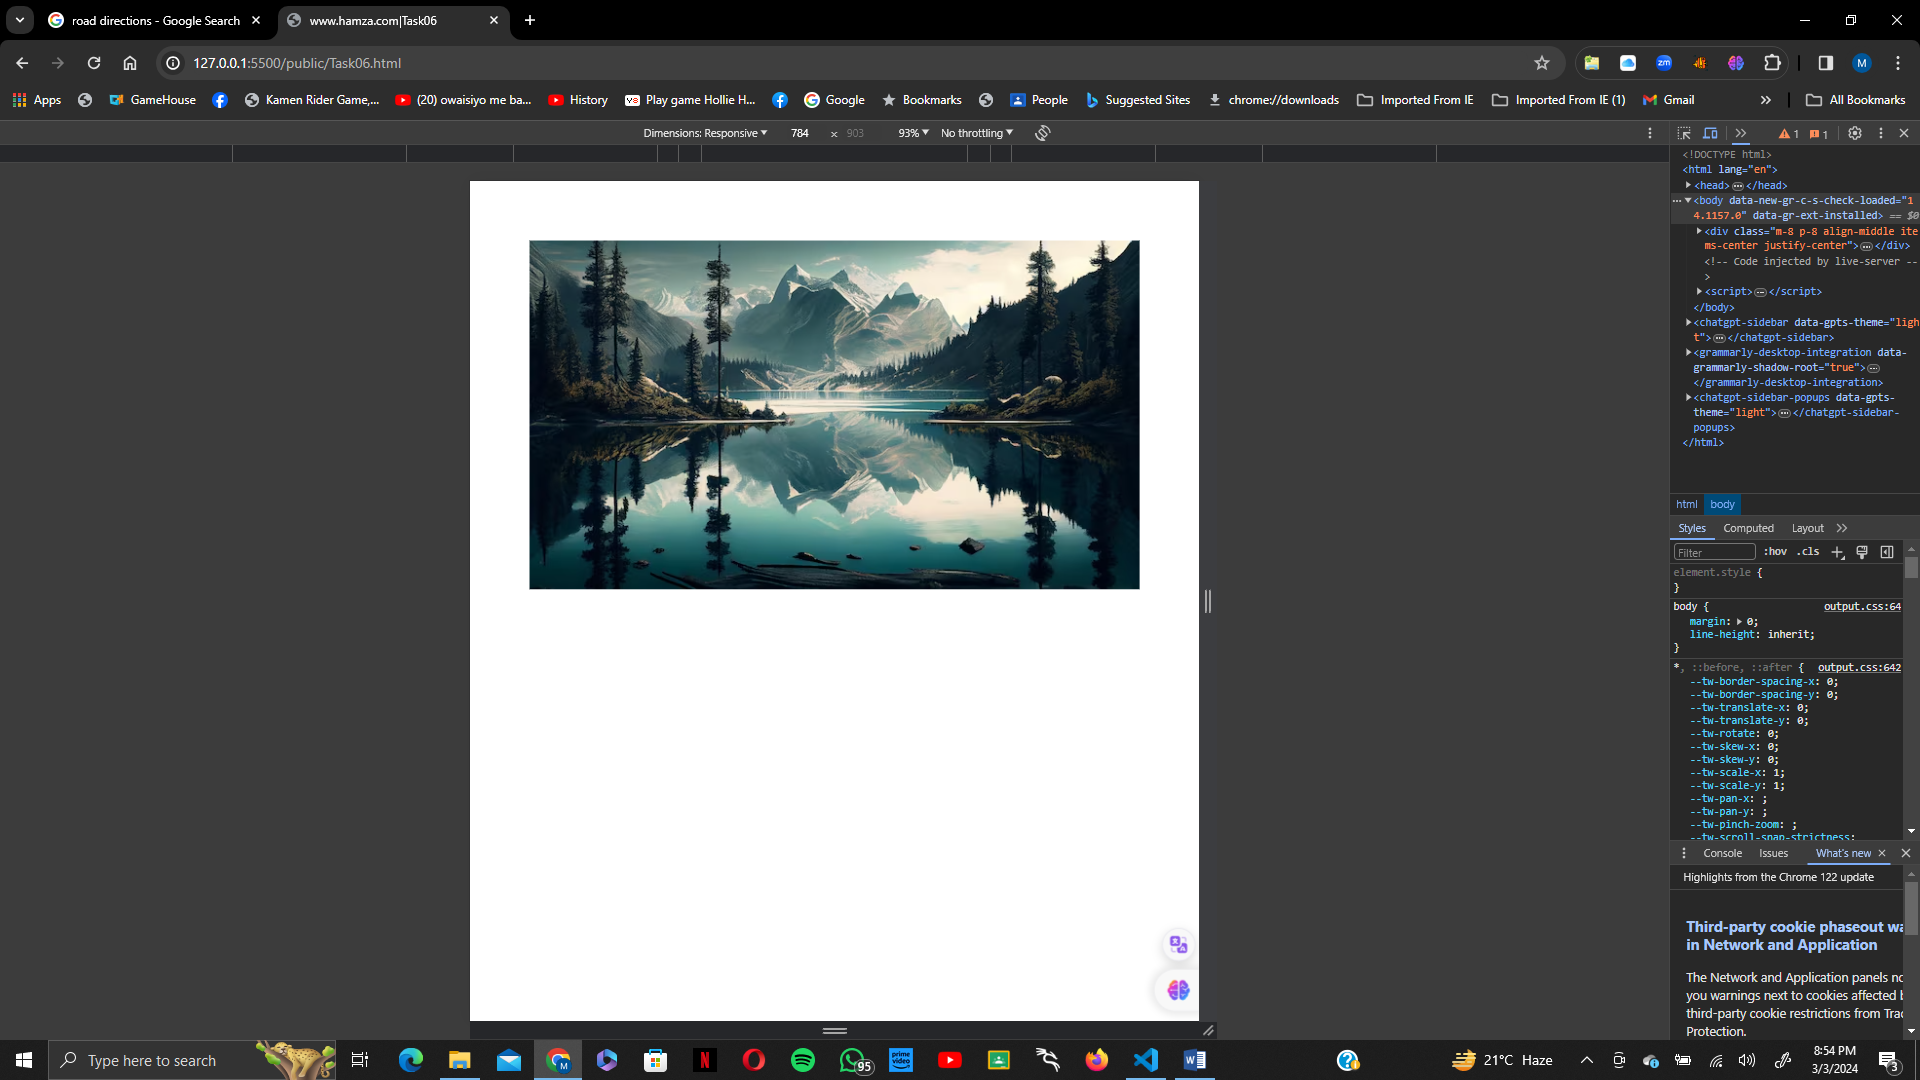 road directions - Google Search
www.hamza.com|Task06
127.0.0.1:5500/public/Task06.html
Apps
GameHouse
Kamen Rider Game,...
(20) owaisiyo me ba...
History
Play game Hollie H...
Google
Bookmarks
People
Suggested Sites
chrome://downloads
Imported From IE
Imported From IE (1)
Gmail
All Bookmarks
Dimensions: Responsive
784 x 903
93%
No throttling
1
1
<!DOCTYPE html>
<html lang="en">
<head> </head>
<body data-new-gr-c-s-check-loaded="1
4.1157.0" data-gr-ext-installed> == $0
<div class="m-8 p-8 align-middle ite
ms-center justify-center"> </div>
<!-- Code injected by live-server --
>
<script> </script>
</body>
<chatgpt-sidebar data-gpts-theme="ligh
t"> </chatgpt-sidebar>
<grammarly-desktop-integration data-
grammarly-shadow-root="true">
</grammarly-desktop-integration>
<chatgpt-sidebar-popups data-gpts-
theme="light"> </chatgpt-sidebar-
popups>
</html>
html body
Styles Computed Layout
Filter :hov .cls
element.style {
}
body { output.css:64
margin: 0;
line-height: inherit;
}
*, ::before, ::after { output.css:642
--tw-border-spacing-x: 0;
--tw-border-spacing-y: 0;
--tw-translate-x: 0;
--tw-translate-y: 0;
--tw-rotate: 0;
--tw-skew-x: 0;
--tw-skew-y: 0;
--tw-scale-x: 1;
--tw-scale-y: 1;
--tw-pan-x: ;
--tw-pan-y: ;
--tw-pinch-zoom: ;
--tw-scroll-snap-strictness:
Console Issues What's new
Highlights from the Chrome 122 update
Third-party cookie phaseout wa
in Network and Application
The Network and Application panels no
you warnings next to cookies affected
third-party cookie restrictions from Trac
Protection.
Type here to search
95
prime video
21°C Haze
8:54 PM
3/3/2024
3